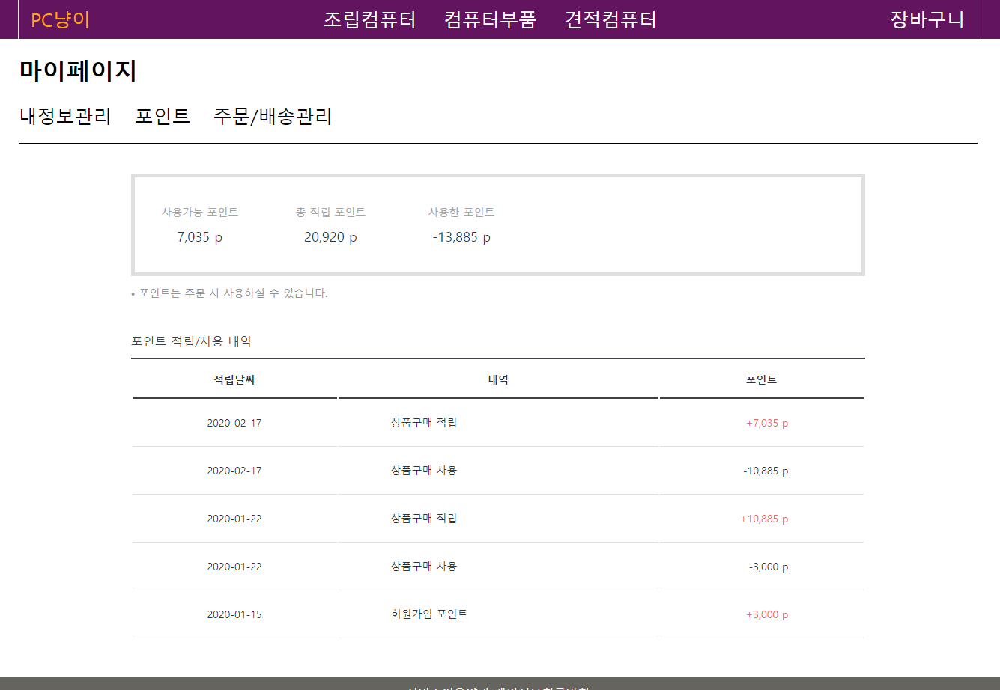 PC냥이 조립컴퓨터 컴퓨터부품 견적컴퓨터 장바구니
마이페이지
내정보관리 포인트 주문/배송관리
사용가능 포인트 총 적립 포인트 사용한 포인트
7,035 p 20,920 p -13,885 p
• 포인트는 주문 시 사용하실 수 있습니다.
포인트 적립/사용 내역
적립날짜 내역 포인트
2020-02-17 상품구매 적립 +7,035 p
2020-02-17 상품구매 사용 -10,885 p
2020-01-22 상품구매 적립 +10,885 p
2020-01-22 상품구매 사용 -3,000 p
2020-01-15 회원가입 포인트 +3,000 p